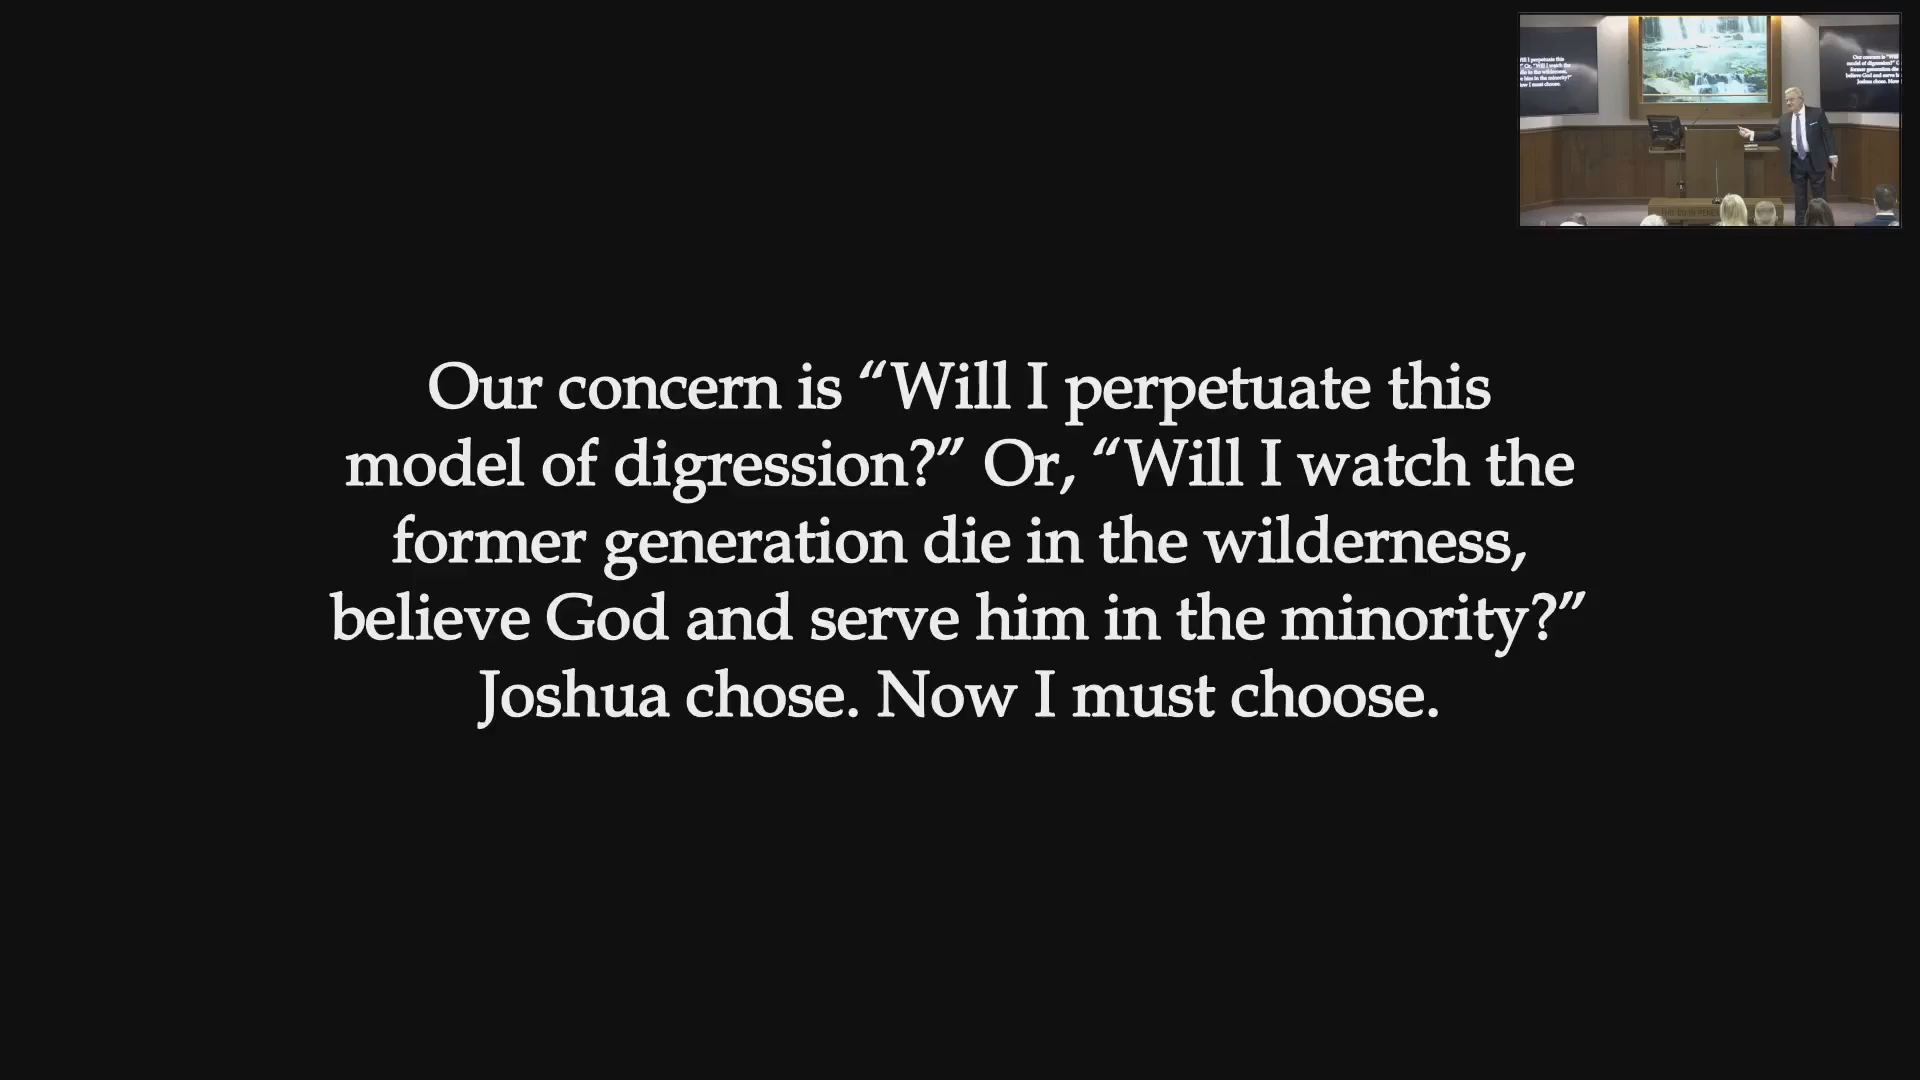 Our concern is “Will I perpetuate this
model of digression?” Or, “Will I watch the
former generation die in the wilderness,
believe God and serve him in the minority?”
Joshua chose. Now I must choose.